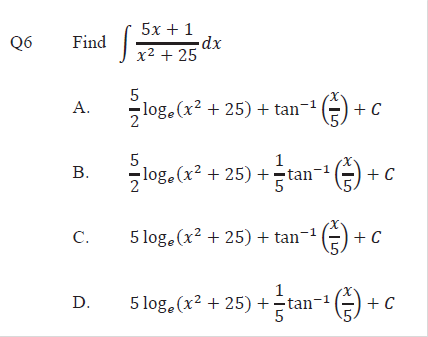 Q6 Find ∫ (5x + 1)/(x² + 25) dx
A. 5/2 logₑ(x² + 25) + tan⁻¹(x/5) + C
B. 5/2 logₑ(x² + 25) + 1/5 tan⁻¹(x/5) + C
C. 5 logₑ(x² + 25) + tan⁻¹(x/5) + C
D. 5 logₑ(x² + 25) + 1/5 tan⁻¹(x/5) + C